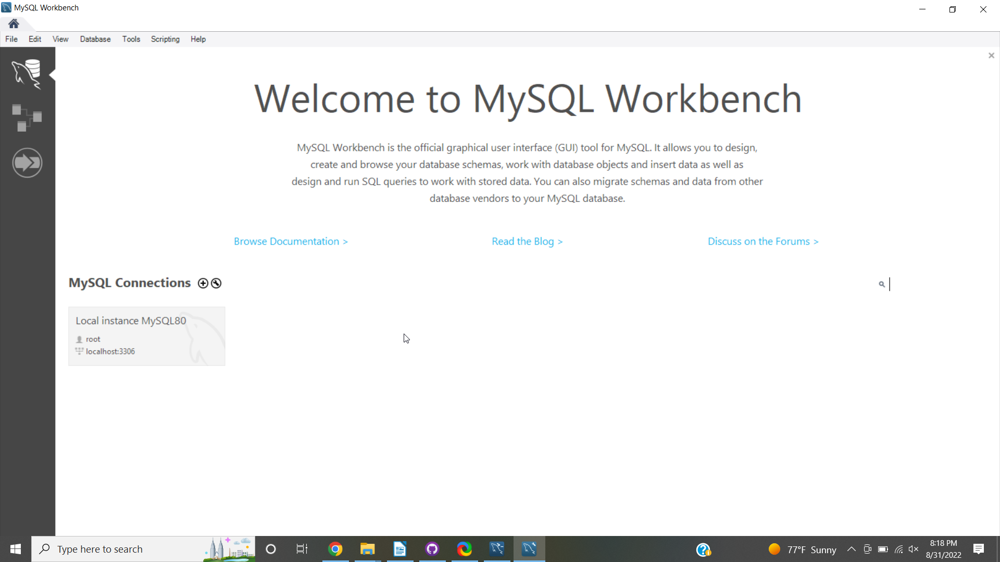 MySQL Workbench
File Edit View Database Tools Scripting Help
Welcome to MySQL Workbench
MySQL Workbench is the official graphical user interface (GUI) tool for MySQL. It allows you to design,
create and browse your database schemas, work with database objects and insert data as well as
design and run SQL queries to work with stored data. You can also migrate schemas and data from other
database vendors to your MySQL database.
Browse Documentation > Read the Blog > Discuss on the Forums >
MySQL Connections
Local instance MySQL80
root
localhost:3306
Type here to search
77°F Sunny
8:18 PM
8/31/2022